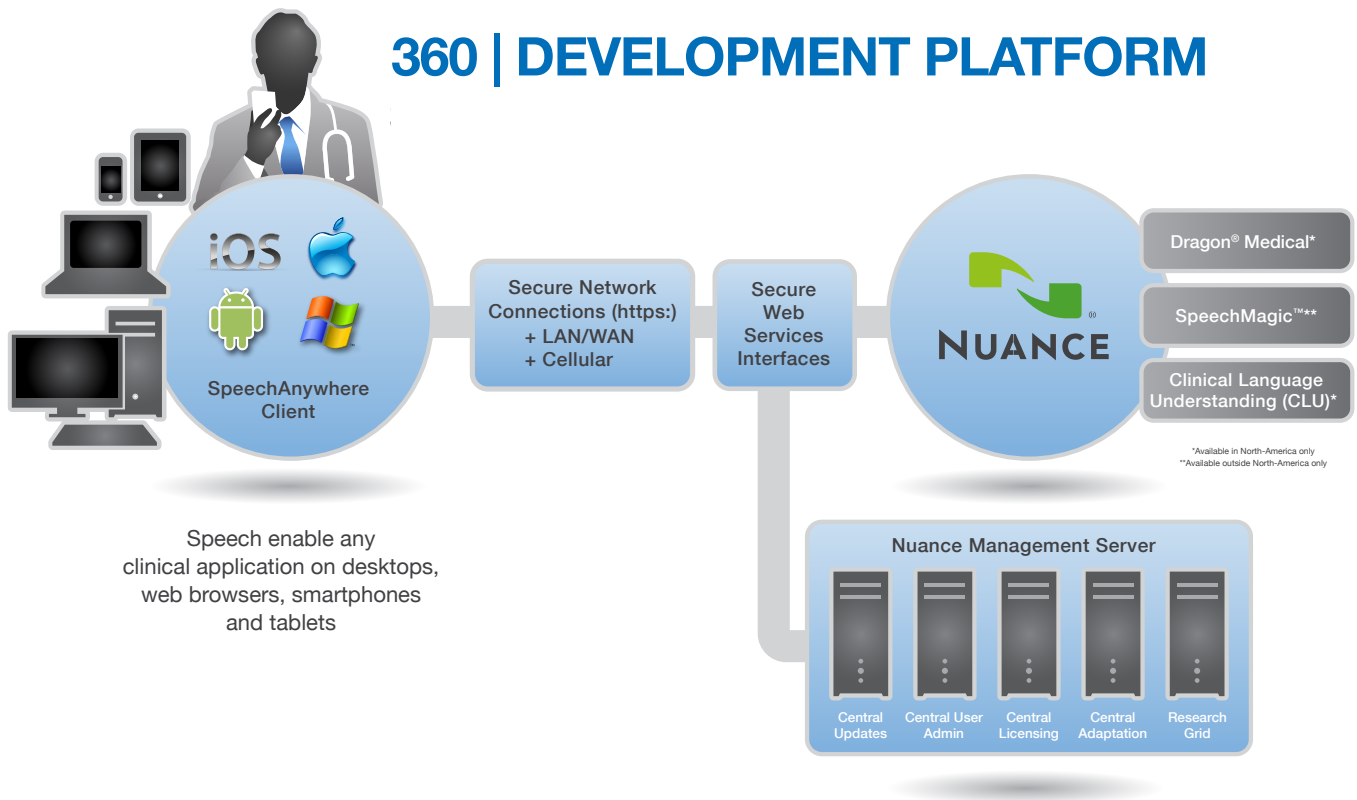 360 | DEVELOPMENT PLATFORM
iOS
SpeechAnywhere
Client
Secure Network
Connections (https:)
+ LAN/WAN
+ Cellular
Secure
Web
Services
Interfaces
NUANCE
®
Dragon® Medical*
SpeechMagic™**
Clinical Language
Understanding (CLU)*
*Available in North-America only
**Available outside North-America only
Speech enable any
clinical application on desktops,
web browsers, smartphones
and tablets
Nuance Management Server
Central
Updates
Central User
Admin
Central
Licensing
Central
Adaptation
Research
Grid